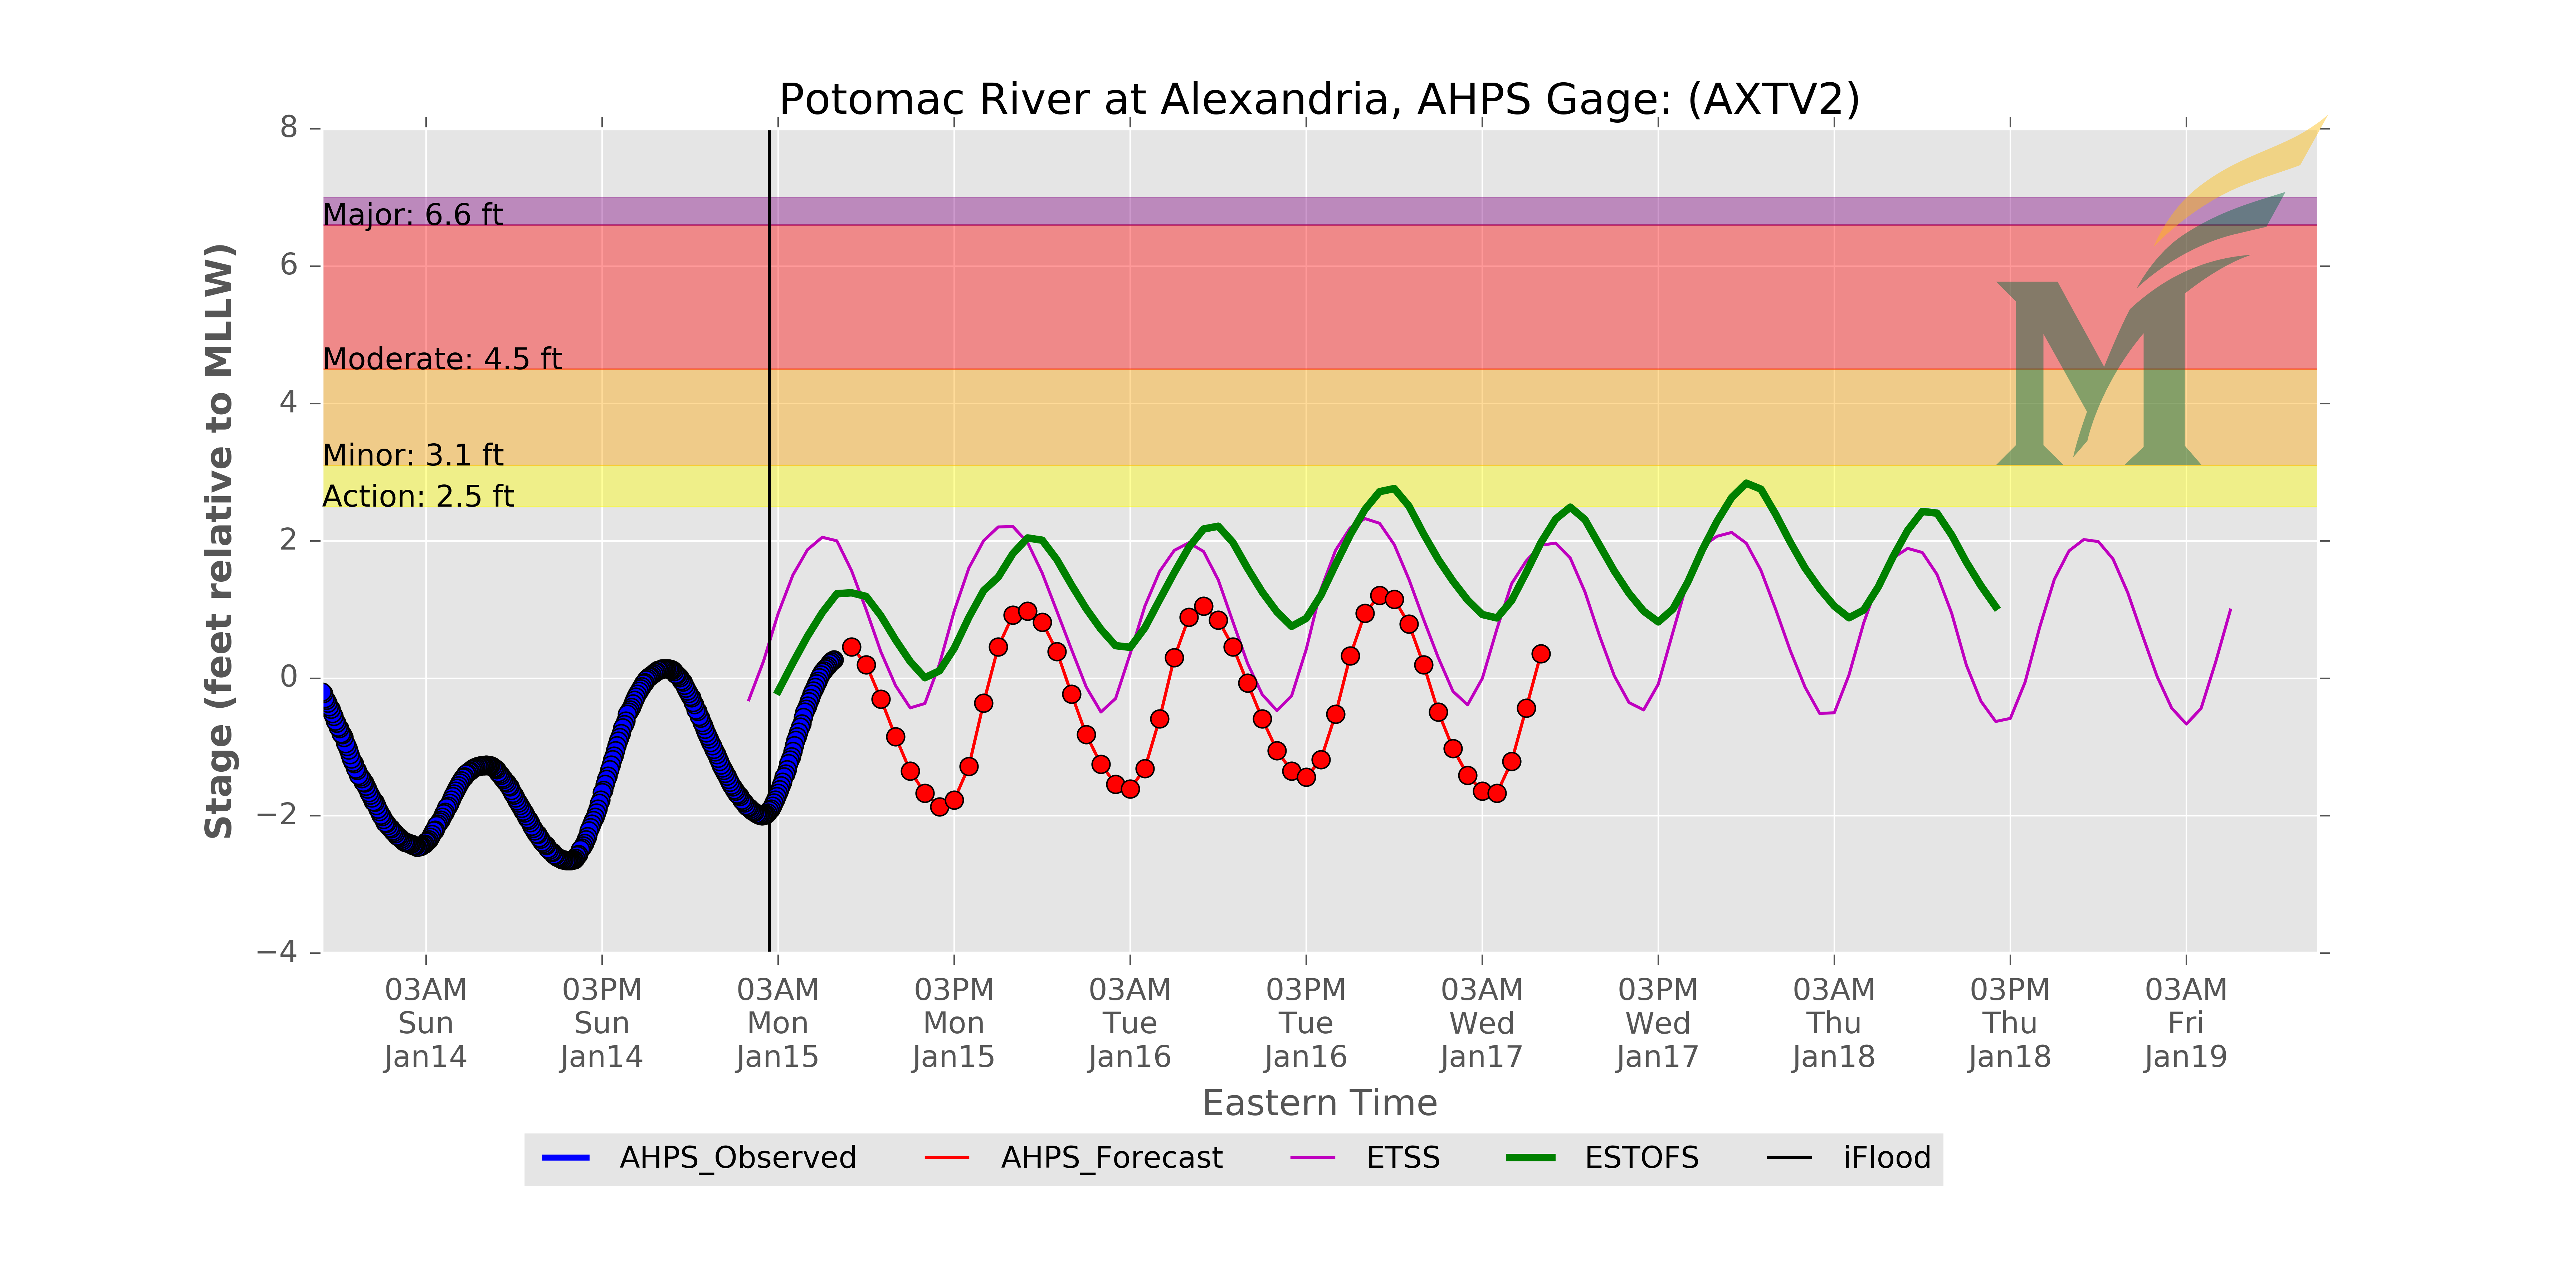 Potomac River at Alexandria, AHPS Gage: (AXTV2)
8
6
4
2
0
−2
−4
Stage (feet relative to MLLW)
Major: 6.6 ft
Moderate: 4.5 ft
Minor: 3.1 ft
Action: 2.5 ft
M
03AM 03PM 03AM 03PM 03AM 03PM 03AM 03PM 03AM 03PM 03AM
Sun Sun Mon Mon Tue Tue Wed Wed Thu Thu Fri
Jan14 Jan14 Jan15 Jan15 Jan16 Jan16 Jan17 Jan17 Jan18 Jan18 Jan19
Eastern Time
AHPS_Observed AHPS_Forecast ETSS ESTOFS iFlood